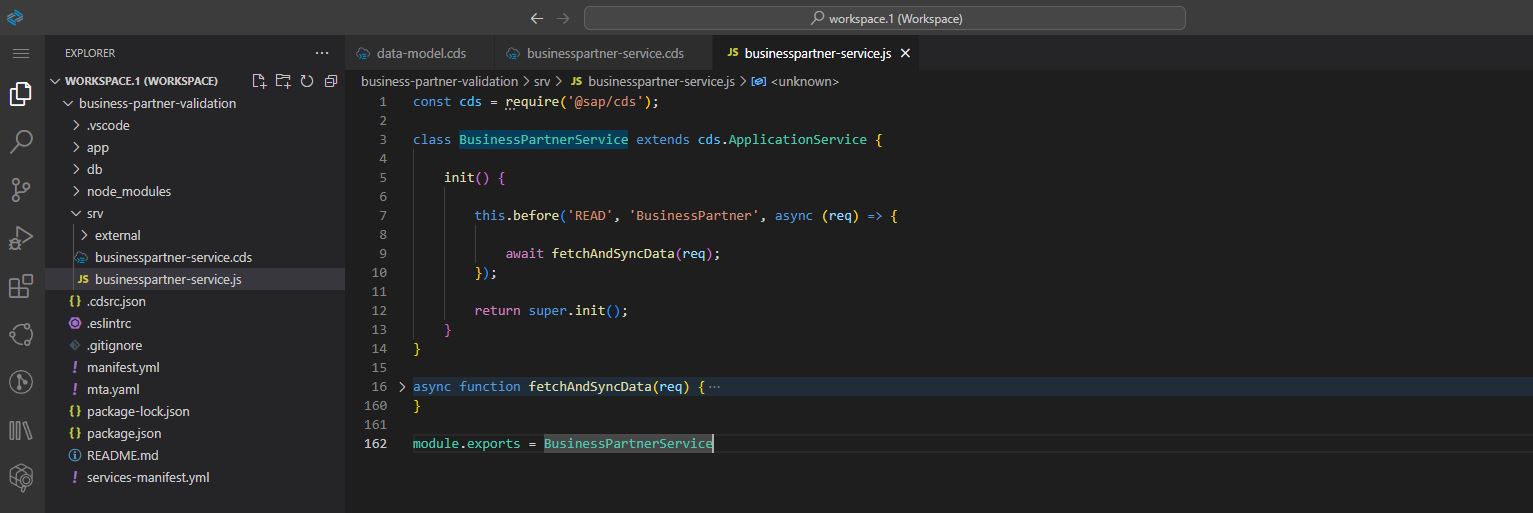 workspace.1 (Workspace)
EXPLORER
WORKSPACE.1 (WORKSPACE)
business-partner-validation
.vscode
app
db
node_modules
srv
external
businesspartner-service.cds
businesspartner-service.js
.cdsrc.json
.eslintrc
.gitignore
manifest.yml
mta.yaml
package-lock.json
package.json
README.md
services-manifest.yml
data-model.cds businesspartner-service.cds JS businesspartner-service.js
business-partner-validation > srv > JS businesspartner-service.js > <unknown>
1 const cds = require('@sap/cds');
2
3 class BusinessPartnerService extends cds.ApplicationService {
4
5 init() {
6
7 this.before('READ', 'BusinessPartner', async (req) => {
8
9 await fetchAndSyncData(req);
10 });
11
12 return super.init();
13 }
14 }
15
16 async function fetchAndSyncData(req) {…
160 }
161
162 module.exports = BusinessPartnerService